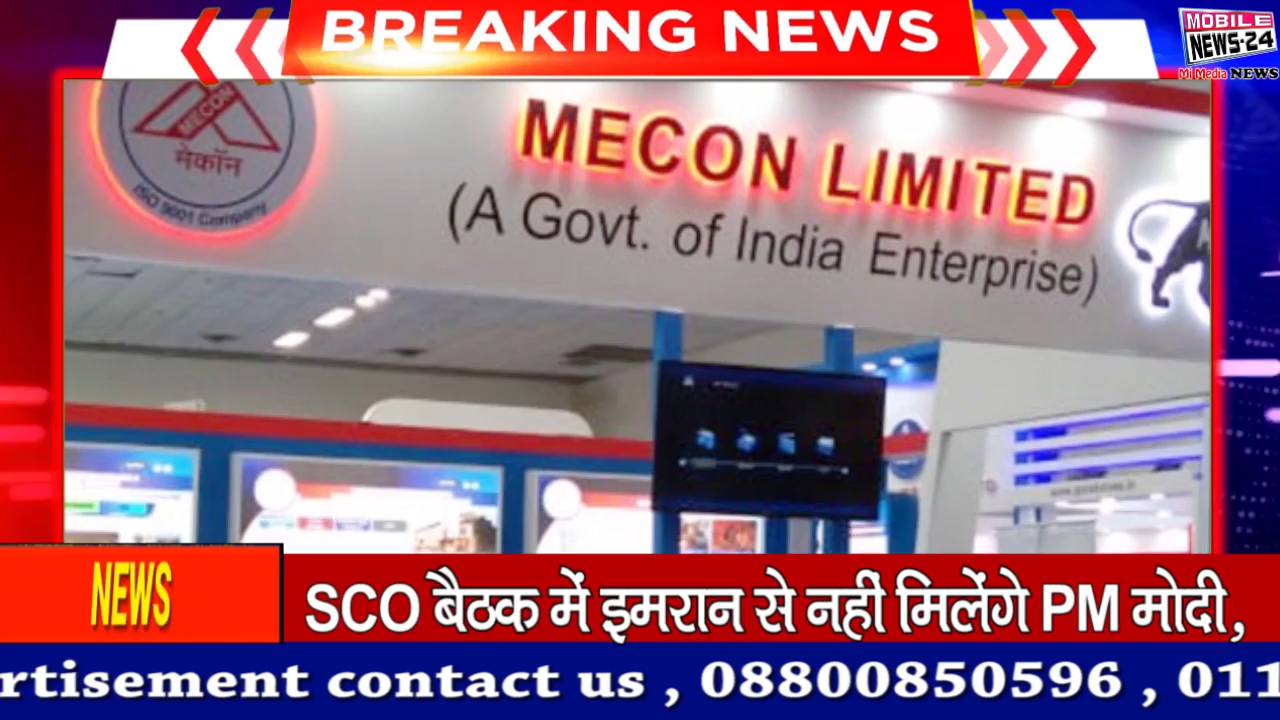 BREAKING NEWS
MOBILE
NEWS-24
Mi Media NEWS
MECON
मेकॉन
ISO 9001 Company
MECON LIMITED
(A Govt. of India Enterprise)
NEWS
SCO बैठक में इमरान से नहीं मिलेंगे PM मोदी,
rtisement contact us , 08800850596 , 011